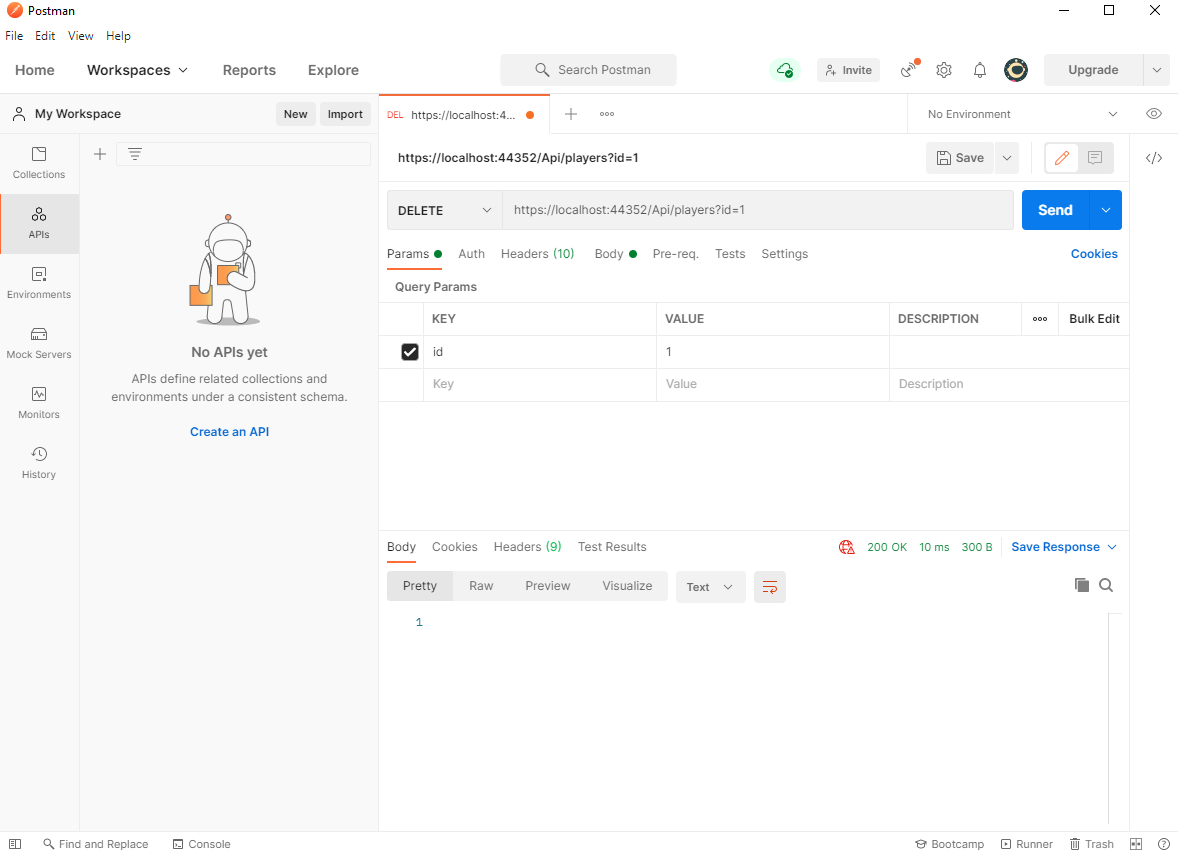 Postman
File Edit View Help
Home Workspaces Reports Explore Search Postman Invite Upgrade
My Workspace New Import DEL https://localhost:4... No Environment
Collections
APIs
Environments
Mock Servers
Monitors
History
No APIs yet
APIs define related collections and
environments under a consistent schema.
Create an API
https://localhost:44352/Api/players?id=1 Save
DELETE https://localhost:44352/Api/players?id=1 Send
Params Auth Headers (10) Body Pre-req. Tests Settings Cookies
Query Params
KEY VALUE DESCRIPTION Bulk Edit
id 1
Key Value Description
Body Cookies Headers (9) Test Results 200 OK 10 ms 300 B Save Response
Pretty Raw Preview Visualize Text
1
Find and Replace Console Bootcamp Runner Trash